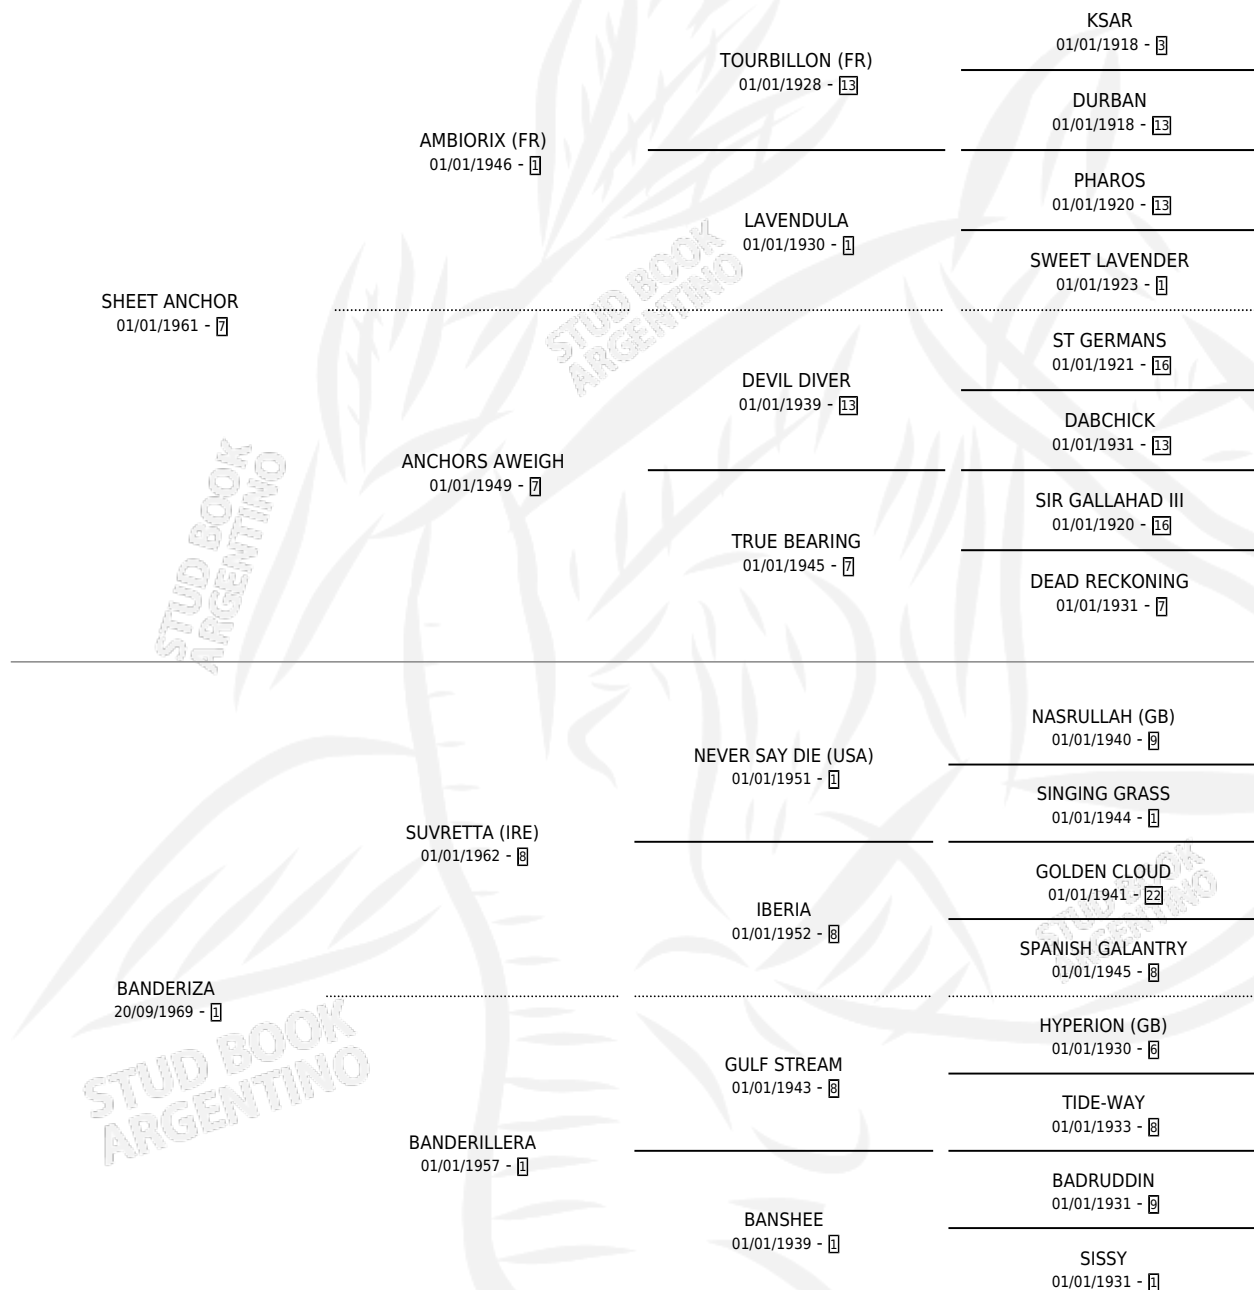 KSAR
01/01/1918 - 3
TOURBILLON (FR)
01/01/1928 - 13
DURBAN
01/01/1918 - 13
AMBIORIX (FR)
01/01/1946 - 1
PHAROS
01/01/1920 - 13
LAVENDULA
01/01/1930 - 1
SWEET LAVENDER
01/01/1923 - 1
SHEET ANCHOR
01/01/1961 - 7
STUD BOOK
ARGENTINO
ST GERMANS
01/01/1921 - 16
DEVIL DIVER
01/01/1939 - 13
DABCHICK
01/01/1931 - 13
ANCHORS AWEIGH
01/01/1949 - 7
SIR GALLAHAD III
01/01/1920 - 16
TRUE BEARING
01/01/1945 - 7
DEAD RECKONING
01/01/1931 - 7
STUD BOOK
ARGENTINO
NASRULLAH (GB)
01/01/1940 - 9
NEVER SAY DIE (USA)
01/01/1951 - 1
SINGING GRASS
01/01/1944 - 1
SUVRETTA (IRE)
01/01/1962 - 8
GOLDEN CLOUD
01/01/1941 - 22
IBERIA
01/01/1952 - 8
SPANISH GALANTRY
01/01/1945 - 8
STUD BOOK
ARGENTINO
BANDERIZA
20/09/1969 - 1
HYPERION (GB)
01/01/1930 - 6
GULF STREAM
01/01/1943 - 8
TIDE-WAY
01/01/1933 - 8
STUD BOOK
ARGENTINO
BANDERILLERA
01/01/1957 - 1
BADRUDDIN
01/01/1931 - 9
BANSHEE
01/01/1939 - 1
SISSY
01/01/1931 - 1